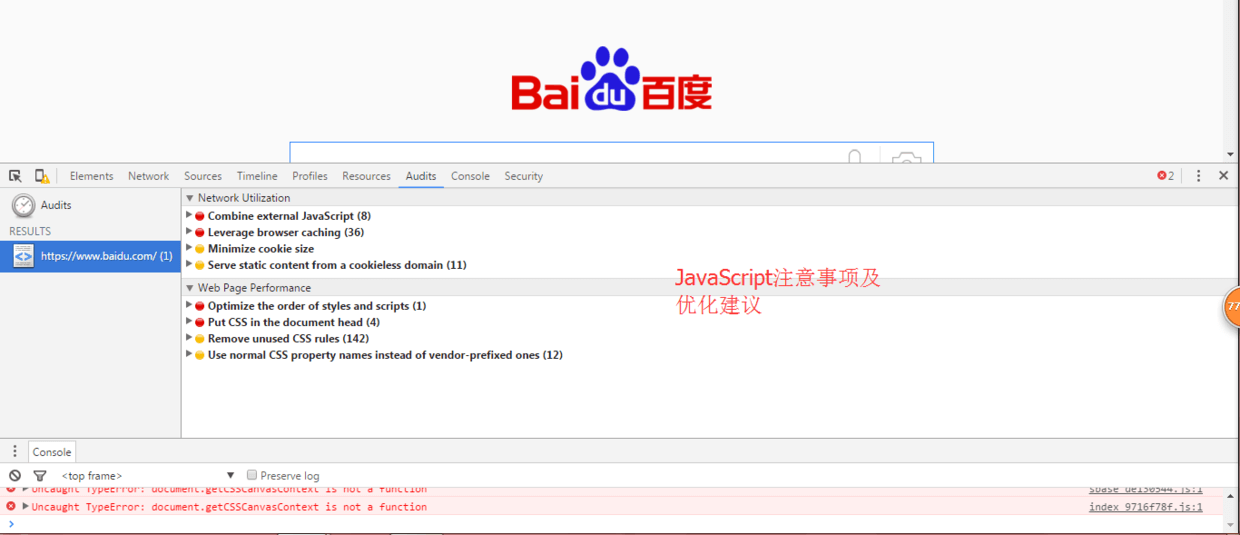 Bai du 百度
Elements Network Sources Timeline Profiles Resources Audits Console Security 2
Audits
RESULTS
https://www.baidu.com/ (1)
Network Utilization
Combine external JavaScript (8)
Leverage browser caching (36)
Minimize cookie size
Serve static content from a cookieless domain (11)
Web Page Performance
Optimize the order of styles and scripts (1)
Put CSS in the document head (4)
Remove unused CSS rules (142)
Use normal CSS property names instead of vendor-prefixed ones (12)
JavaScript注意事项及
优化建议
77
Console
<top frame> Preserve log
Uncaught TypeError: document.getCSSCanvasContext is not a function sbase_de130544.js:1
Uncaught TypeError: document.getCSSCanvasContext is not a function index_9716f78f.js:1